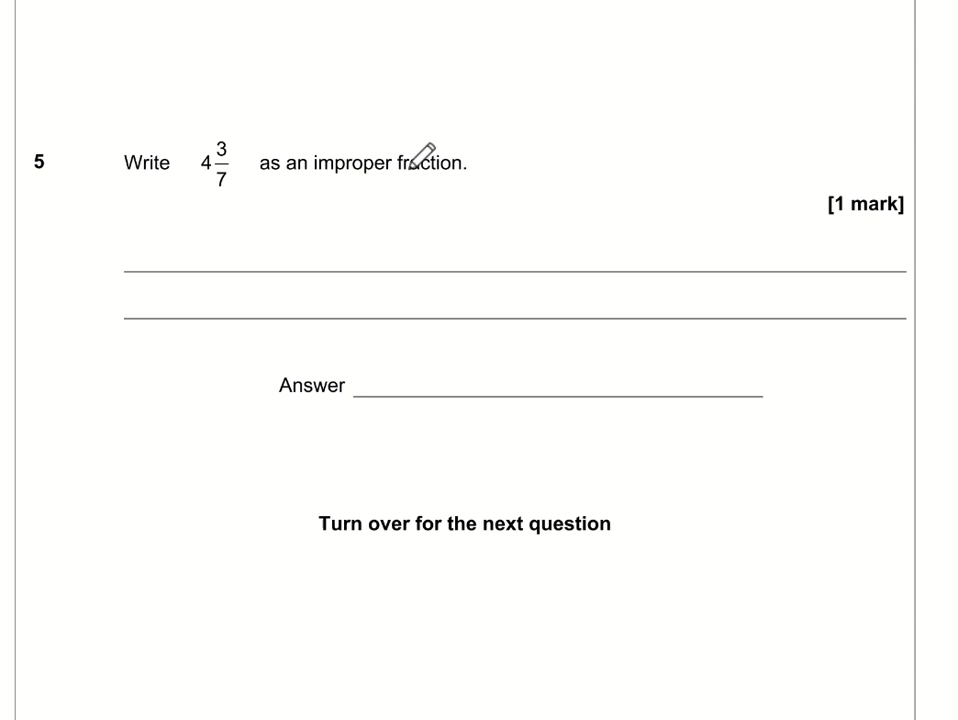 5 Write 4 3/7 as an improper fraction.
[1 mark]
Answer
Turn over for the next question